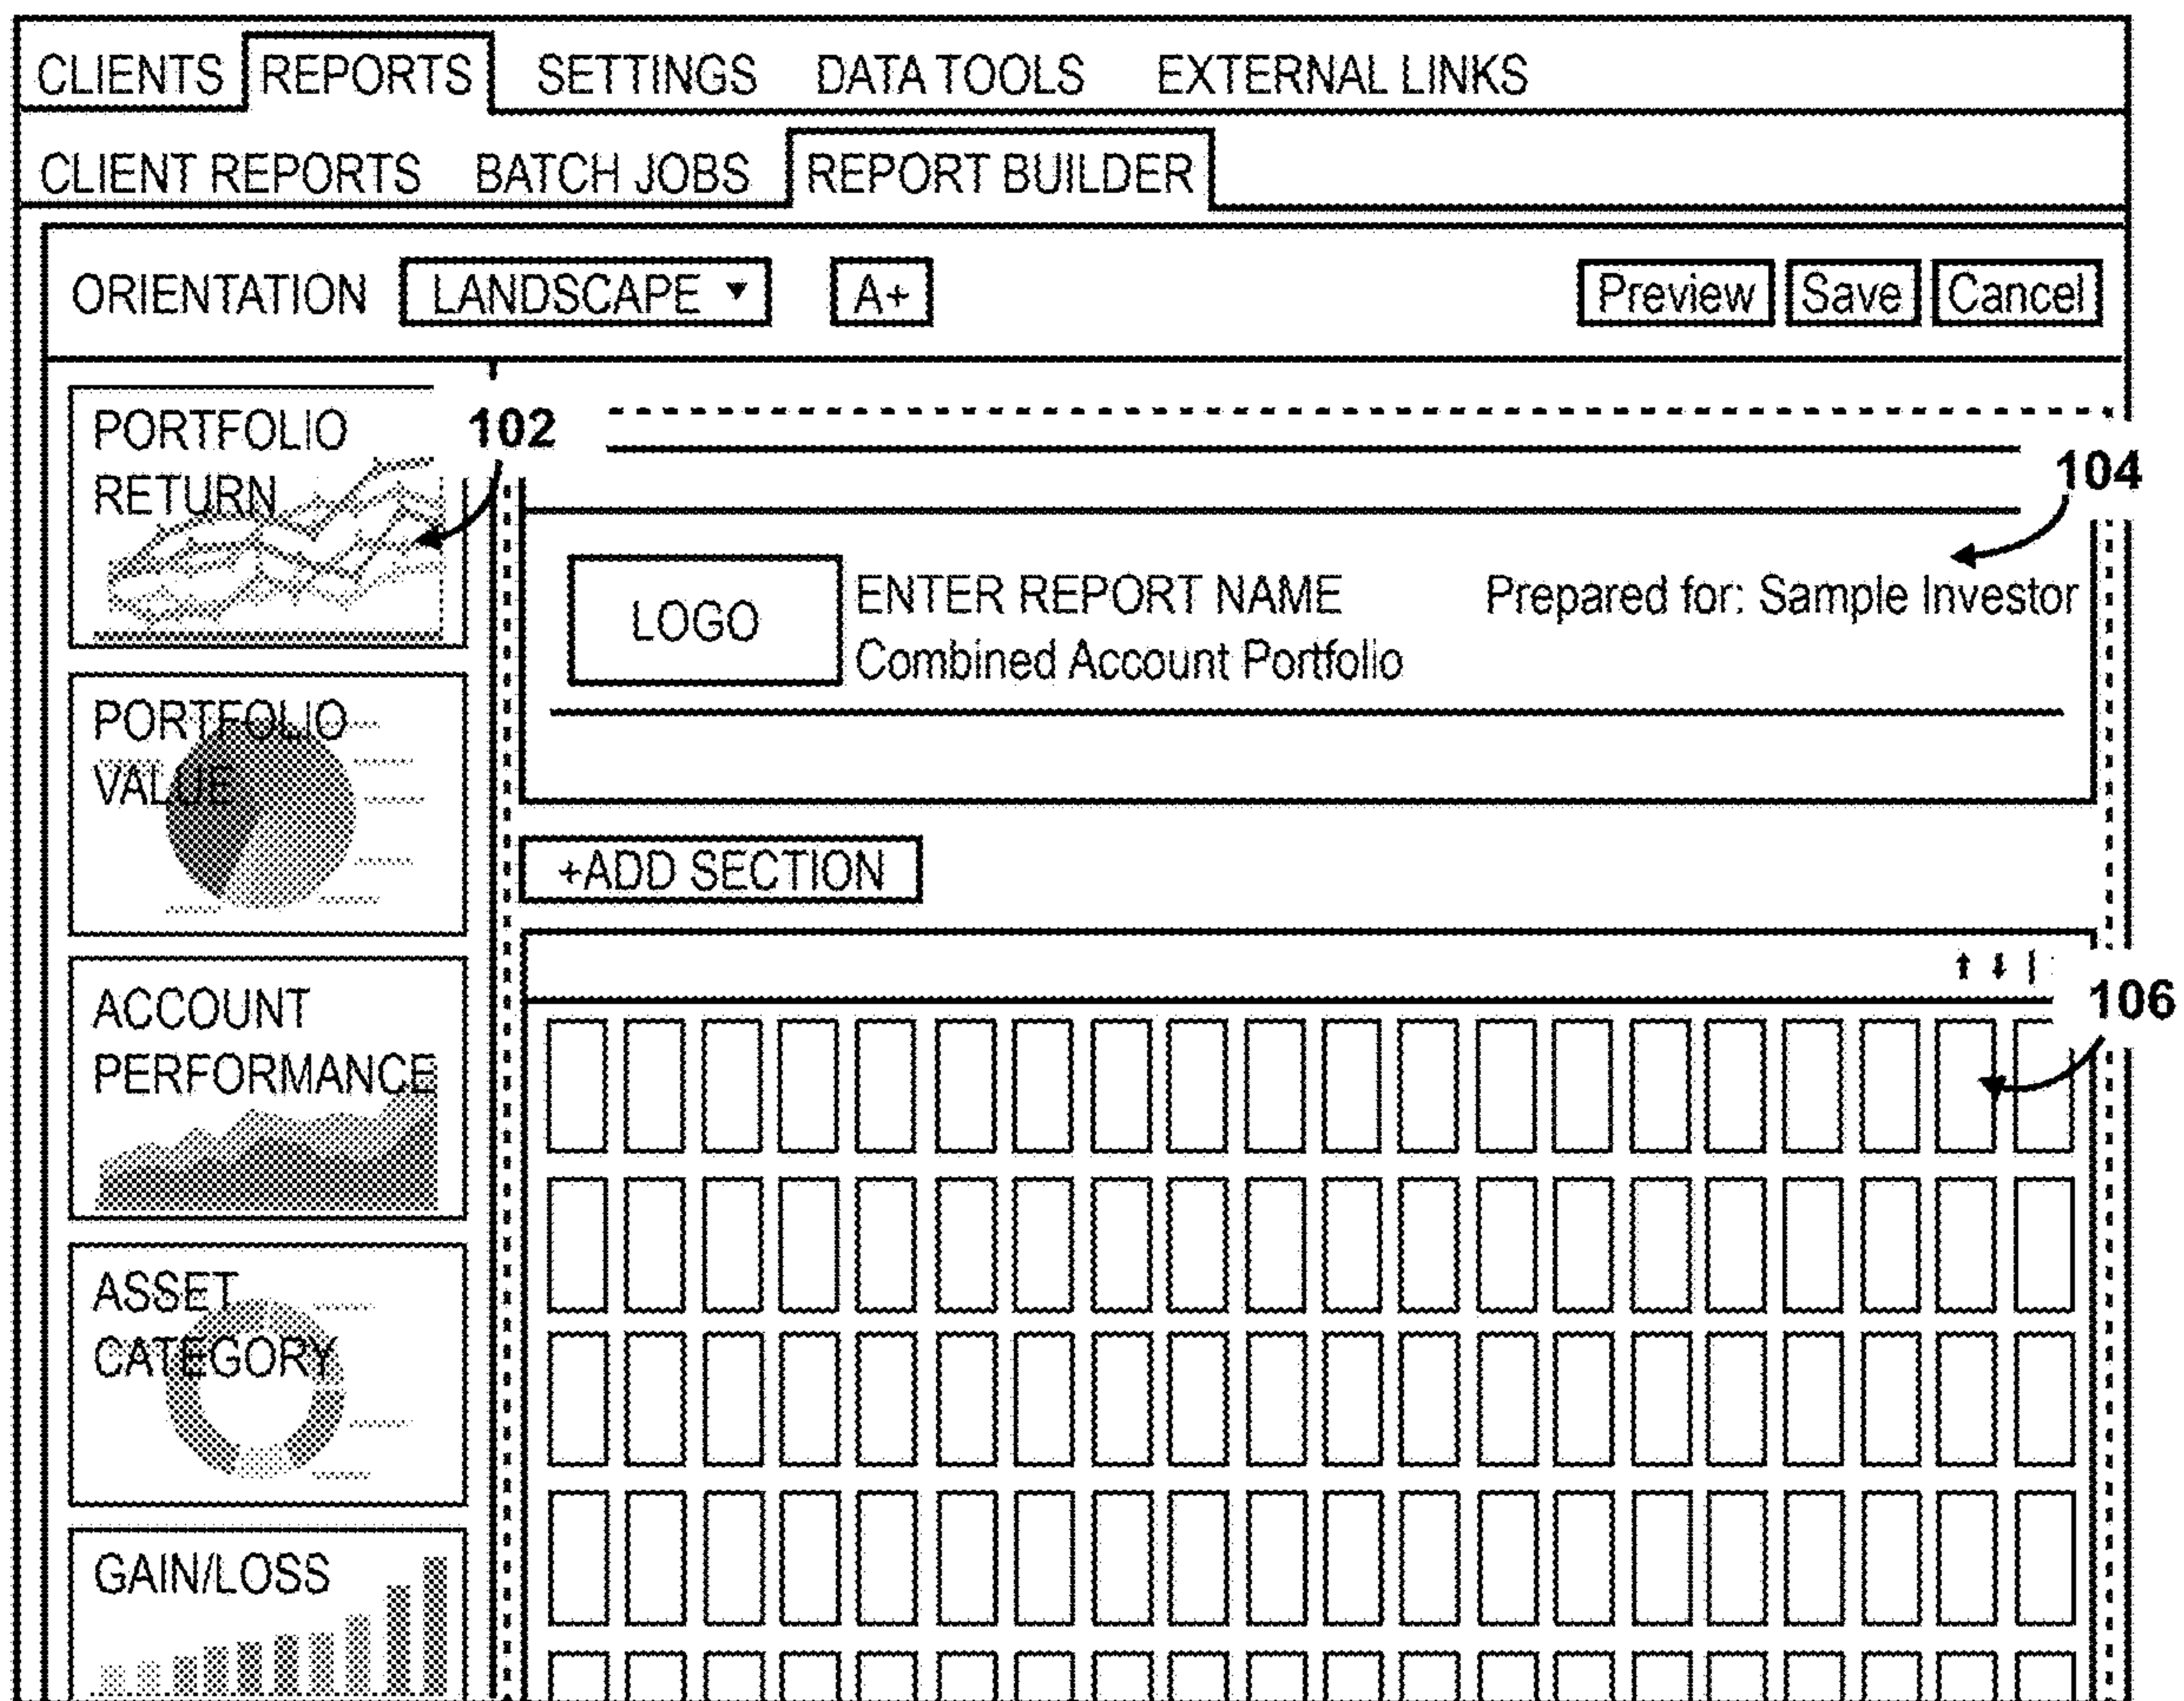 CLIENTS REPORTS SETTINGS DATA TOOLS EXTERNAL LINKS
CLIENT REPORTS BATCH JOBS REPORT BUILDER
ORIENTATION LANDSCAPE ▼ A+ Preview Save Cancel
PORTFOLIO
RETURN
102
104
LOGO
ENTER REPORT NAME
Combined Account Portfolio
Prepared for: Sample Investor
PORTFOLIO
VALUE
+ADD SECTION
ACCOUNT
PERFORMANCE
106
ASSET
CATEGORY
GAIN/LOSS